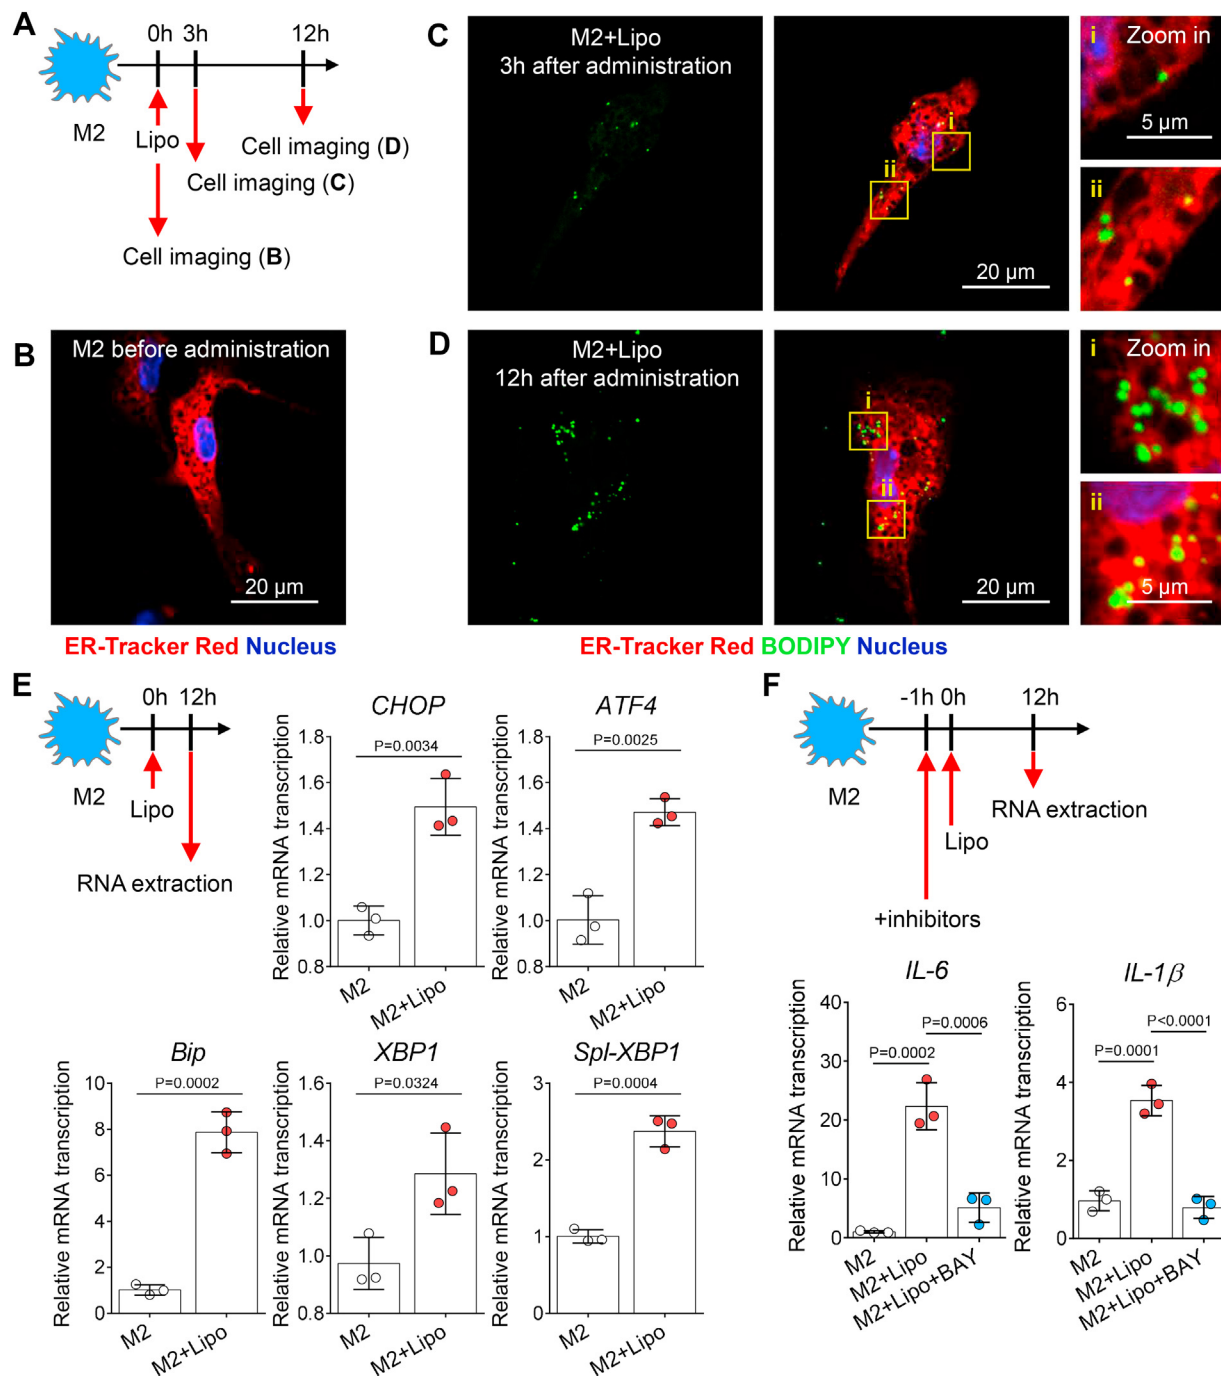 A
0h 3h 12h
M2
Lipo
Cell imaging (D)
Cell imaging (C)
Cell imaging (B)
B
M2 before administration
20 µm
ER-Tracker Red Nucleus
C
M2+Lipo
3h after administration
i
ii
20 µm
i
Zoom in
5 µm
ii
D
M2+Lipo
12h after administration
i
ii
20 µm
i
Zoom in
ii
5 µm
ER-Tracker Red BODIPY Nucleus
E
0h 12h
M2
Lipo
RNA extraction
CHOP
P=0.0034
Relative mRNA transcription
1.8
1.6
1.4
1.2
1.0
0.8
M2
M2+Lipo
ATF4
P=0.0025
Relative mRNA transcription
1.8
1.6
1.4
1.2
1.0
0.8
M2
M2+Lipo
Bip
P=0.0002
Relative mRNA transcription
10
8
6
4
2
0
M2
M2+Lipo
XBP1
P=0.0324
Relative mRNA transcription
1.6
1.4
1.2
1.0
0.8
M2
M2+Lipo
Spl-XBP1
P=0.0004
Relative mRNA transcription
3
2
1
0
M2
M2+Lipo
F
-1h 0h 12h
M2
RNA extraction
Lipo
+inhibitors
IL-6
P=0.0006
P=0.0002
Relative mRNA transcription
40
30
20
10
0
M2
M2+Lipo
M2+Lipo+BAY
IL-1β
P<0.0001
P=0.0001
Relative mRNA transcription
6
4
2
0
M2
M2+Lipo
M2+Lipo+BAY